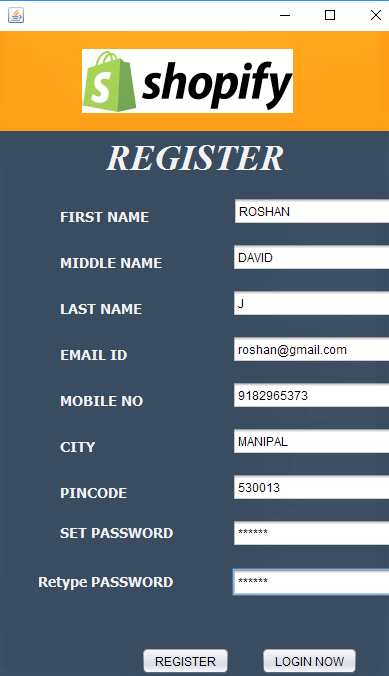 shopify
REGISTER
FIRST NAME ROSHAN
MIDDLE NAME DAVID
LAST NAME J
EMAIL ID roshan@gmail.com
MOBILE NO 9182965373
CITY MANIPAL
PINCODE 530013
SET PASSWORD ******
Retype PASSWORD ******
REGISTER LOGIN NOW